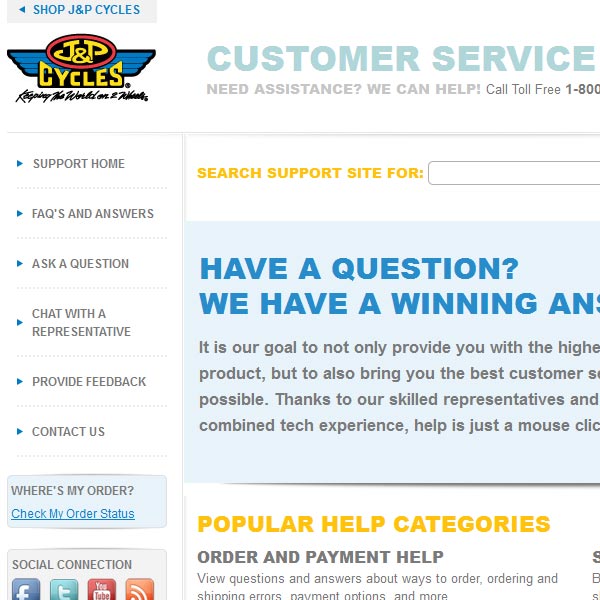 SHOP J&P CYCLES
J&P
CYCLES®
Keeping The World on 2 Wheels
CUSTOMER SERVICE
NEED ASSISTANCE? WE CAN HELP! Call Toll Free 1-800
SUPPORT HOME
FAQ'S AND ANSWERS
ASK A QUESTION
CHAT WITH A
REPRESENTATIVE
PROVIDE FEEDBACK
CONTACT US
WHERE'S MY ORDER?
Check My Order Status
SOCIAL CONNECTION
You
Tube
SEARCH SUPPORT SITE FOR:
HAVE A QUESTION?
WE HAVE A WINNING ANS
It is our goal to not only provide you with the highe
product, but to also bring you the best customer se
possible. Thanks to our skilled representatives and
combined tech experience, help is just a mouse clic
POPULAR HELP CATEGORIES
ORDER AND PAYMENT HELP
View questions and answers about ways to order, ordering and
shipping errors, payment options, and more.